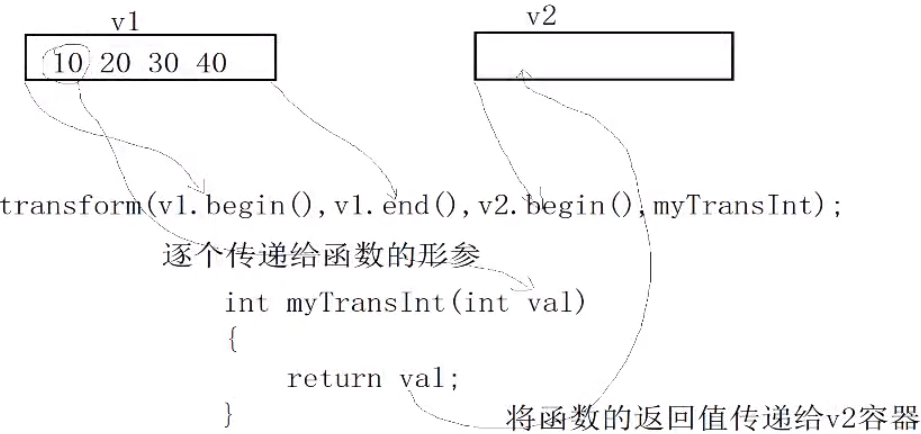 v1
v2
10 20 30 40
transform(v1.begin(),v1.end(),v2.begin(),myTransInt);
逐个传递给函数的形参
int myTransInt(int val)
{
return val;
}
将函数的返回值传递给v2容器